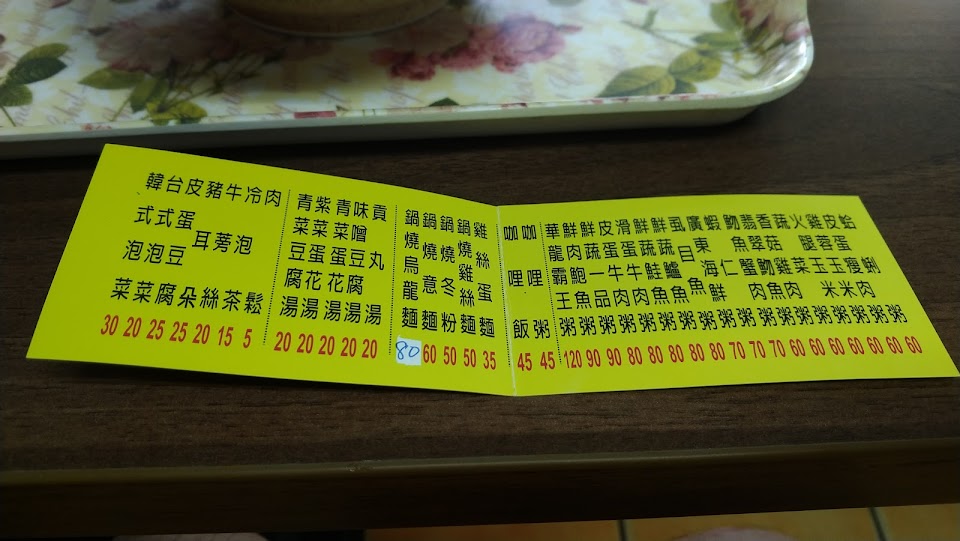 韓式泡菜 30
台式泡菜 20
皮蛋豆腐 25
豬耳朵 25
牛蒡絲 20
冷泡茶 15
肉鬆 5
青菜豆腐湯 20
紫菜蛋花湯 20
青菜蛋花湯 20
味噌豆腐湯 20
貢丸湯 20
鍋燒烏龍麵 80
鍋燒意麵 60
鍋燒冬粉 50
鍋燒雞絲麵 50
雞絲蛋麵 35
咖哩飯 45
咖哩粥 45
華龍霸王粥 120
鮮肉鮑魚粥 90
鮮蔬一品粥 90
皮蛋牛肉粥 80
滑蛋牛肉粥 80
鮮蔬鮭魚粥 80
鮮蔬鱸魚粥 80
虱目魚粥 80
廣東海鮮粥 70
蝦仁粥 70
魩魚蟹肉粥 70
翡翠魩魚粥 60
香菇雞肉粥 60
蔬菜粥 60
火腿玉米粥 60
雞蓉玉米粥 60
皮蛋瘦肉粥 60
蛤蜊粥 60